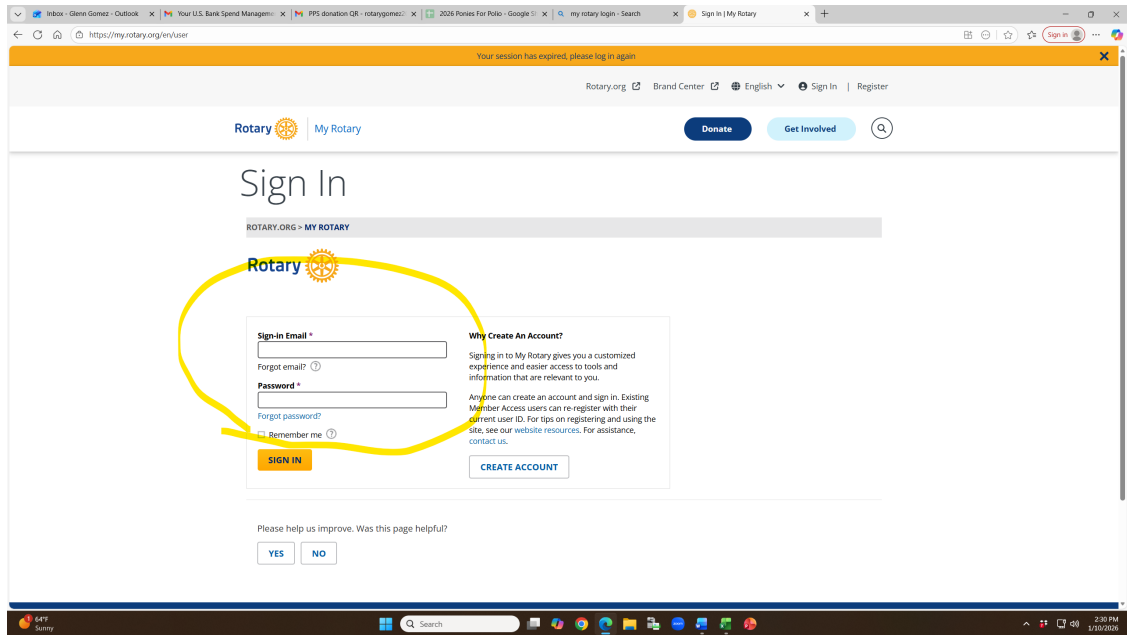 Inbox - Glenn Gomez - Outlook
Your U.S. Bank Spend Manageme
PPS donation QR - rotarygomez2
2026 Ponies For Polio - Google S
my rotary login - Search
Sign In | My Rotary
https://my.rotary.org/en/user
Sign in
Your session has expired, please log in again
Rotary.org Brand Center English Sign In | Register
Rotary My Rotary Donate Get Involved
Sign In
ROTARY.ORG > MY ROTARY
Rotary
Sign-in Email *
Forgot email? ?
Password *
Forgot password?
Remember me ?
SIGN IN
Why Create An Account?
Signing in to My Rotary gives you a customized
experience and easier access to tools and
information that are relevant to you.
Anyone can create an account and sign in. Existing
Member Access users can re-register with their
current user ID. For tips on registering and using the
site, see our website resources. For assistance,
contact us.
CREATE ACCOUNT
Please help us improve. Was this page helpful?
YES NO
64°F
Sunny
Search
2:30 PM
1/10/2026